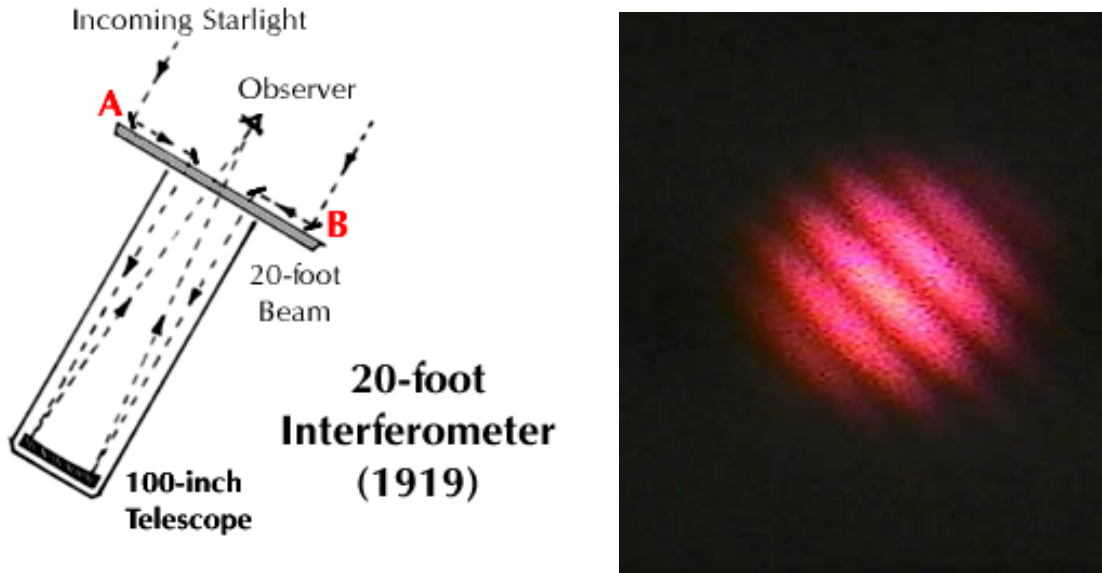 Incoming Starlight
A
Observer
B
20-foot
Beam
20-foot
Interferometer
(1919)
100-inch
Telescope